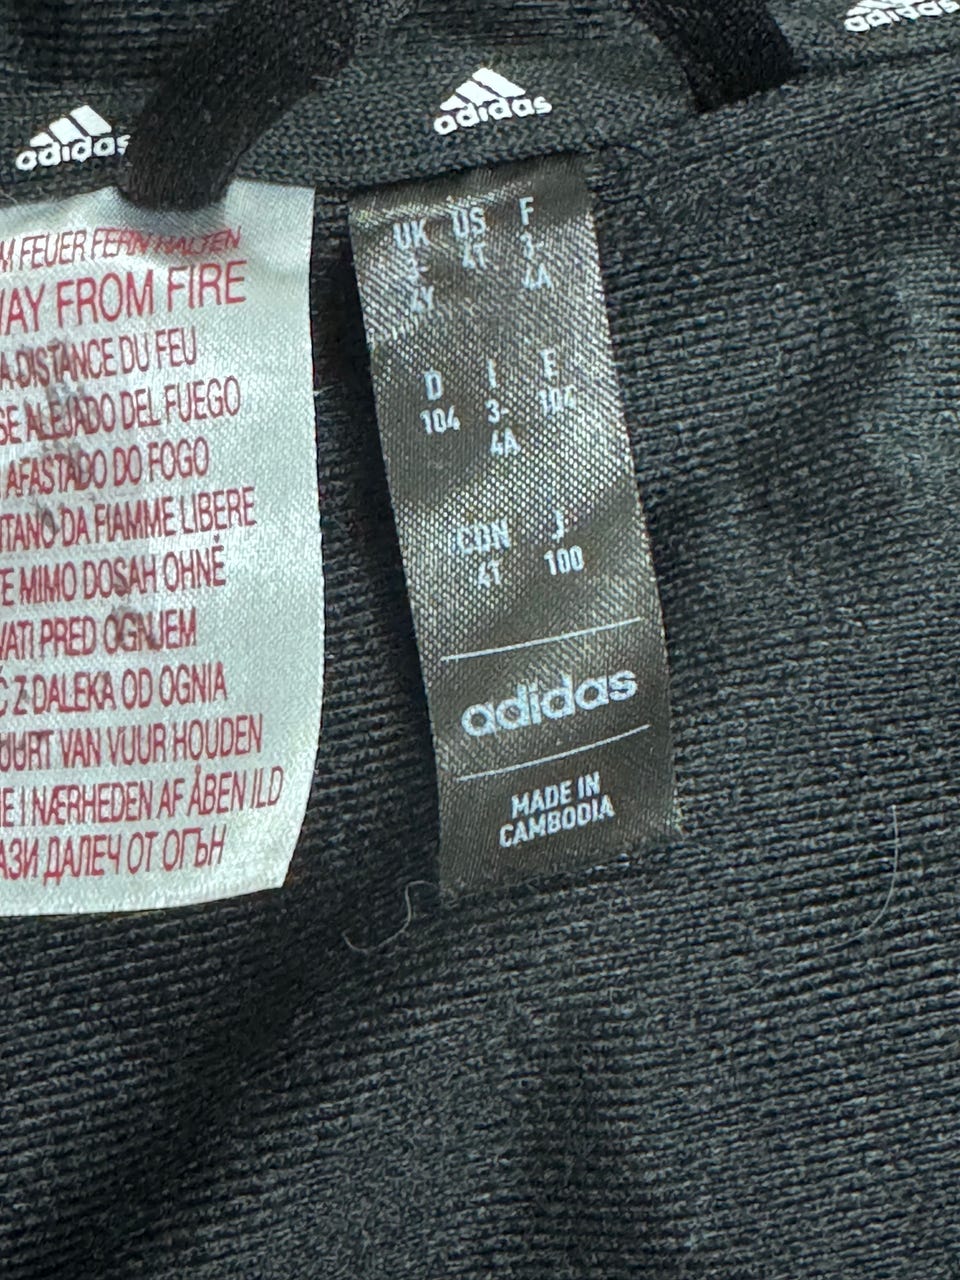 adidas
adidas
adidas
M FEUER FERN HALTEN
WAY FROM FIRE
A DISTANCE DU FEU
SE ALEJADO DEL FUEGO
AFASTADO DO FOGO
NTANO DA FIAMME LIBERE
E MIMO DOSAH OHNĚ
VATI PRED OGNJEM
Ć Z DALEKA OD OGNIA
UURT VAN VUUR HOUDEN
E I NÆRHEDEN AF ÅBEN ILD
АЗИ ДАЛЕЧ ОТ ОГЪН
UK US F
3- 4T 3-
4Y 4A
D I E
104 3- 104
4A
CDN J
4T 100
adidas
MADE IN
CAMBODIA